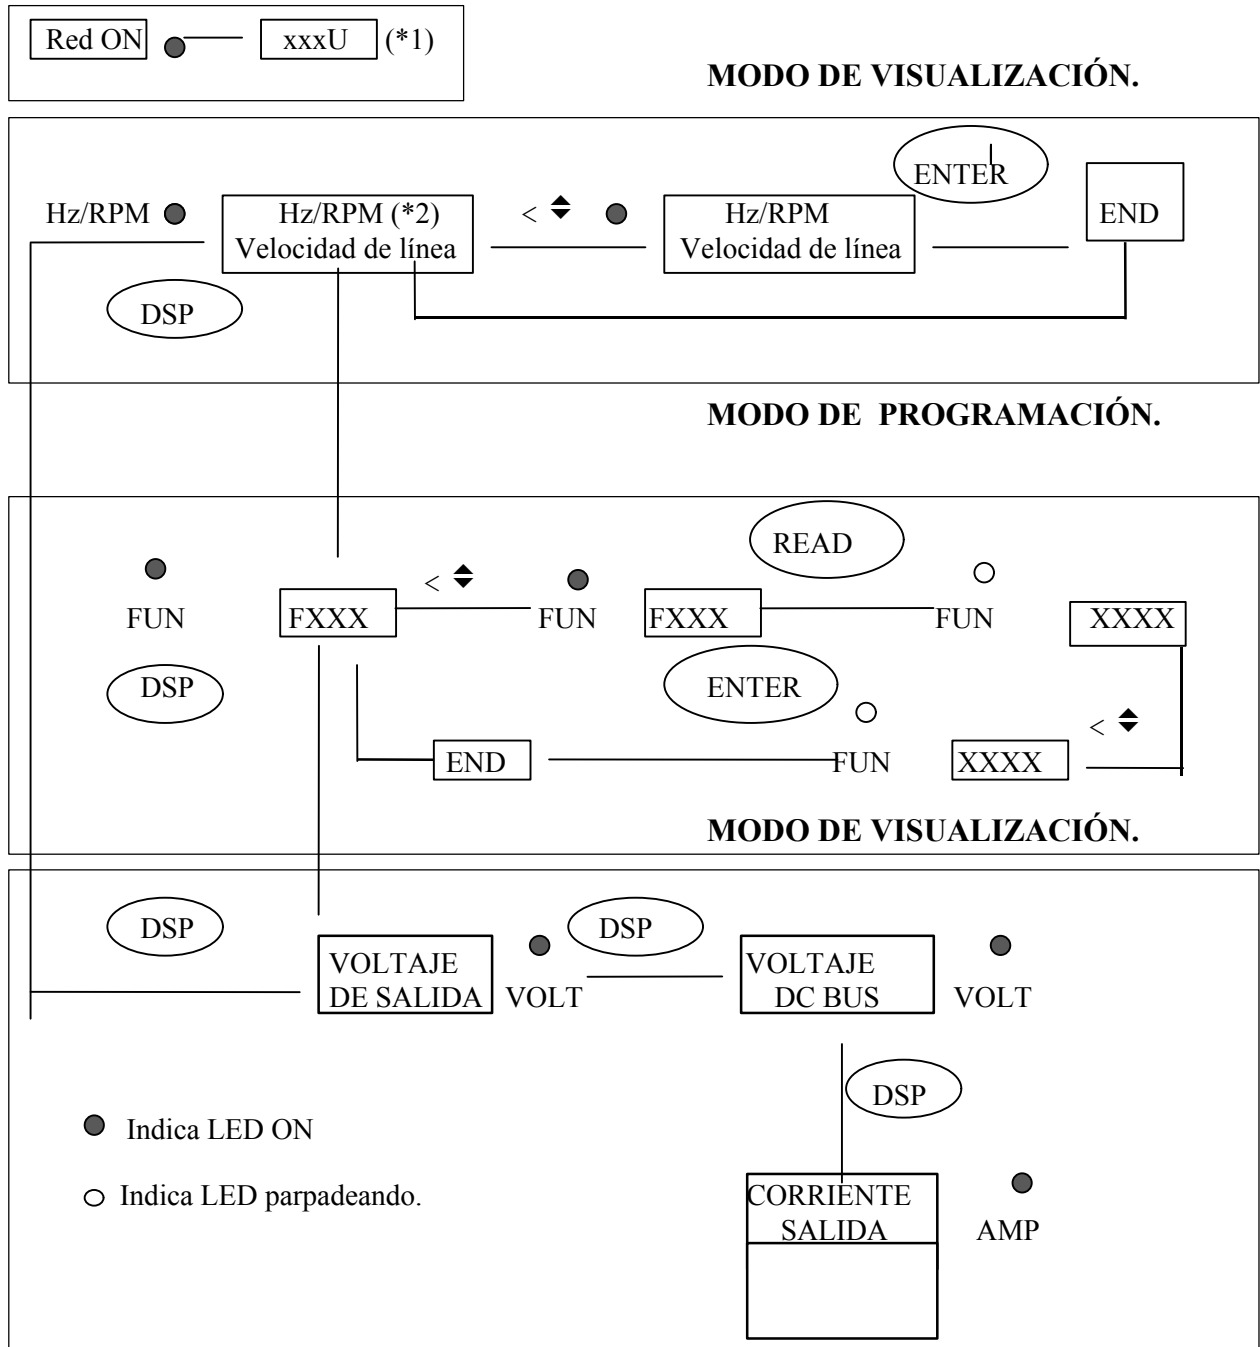 Red ON xxxU (*1)
MODO DE VISUALIZACIÓN.
ENTER
Hz/RPM Hz/RPM (*2) < Hz/RPM END
Velocidad de línea Velocidad de línea
DSP
MODO DE PROGRAMACIÓN.
READ
<
FUN FXXX FUN FXXX FUN XXXX
DSP ENTER
<
END FUN XXXX
MODO DE VISUALIZACIÓN.
DSP DSP
VOLTAJE VOLTAJE
DE SALIDA VOLT DC BUS VOLT
DSP
Indica LED ON
Indica LED parpadeando.
CORRIENTE
SALIDA AMP